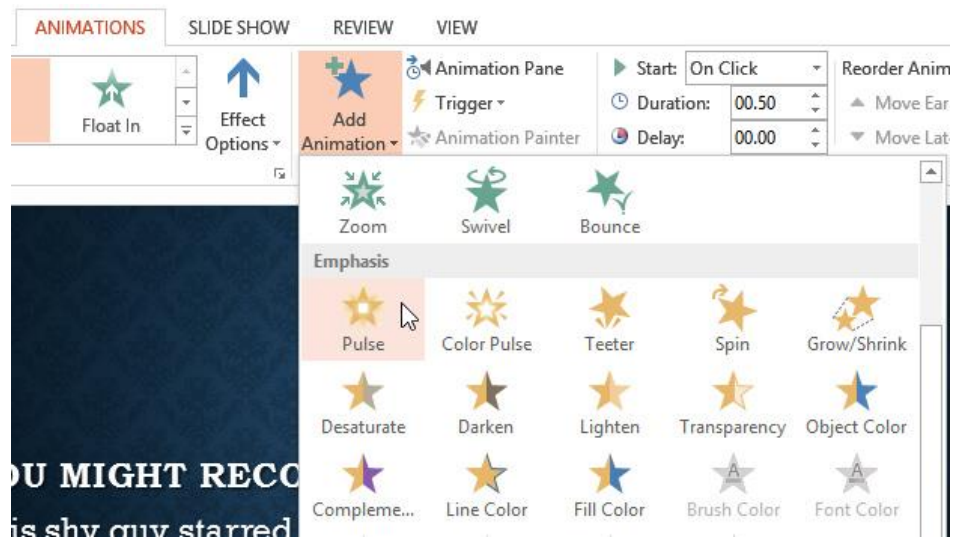 ANIMATIONS SLIDE SHOW REVIEW VIEW
Float In
Effect
Options
Add
Animation
Animation Pane
Trigger
Animation Painter
Start: On Click
Duration: 00.50
Delay: 00.00
Reorder Anim
Move Ear
Move Lat
Zoom Swivel Bounce
Emphasis
Pulse Color Pulse Teeter Spin Grow/Shrink
Desaturate Darken Lighten Transparency Object Color
Compleme... Line Color Fill Color Brush Color Font Color
OU MIGHT RECO
is shy guy starred